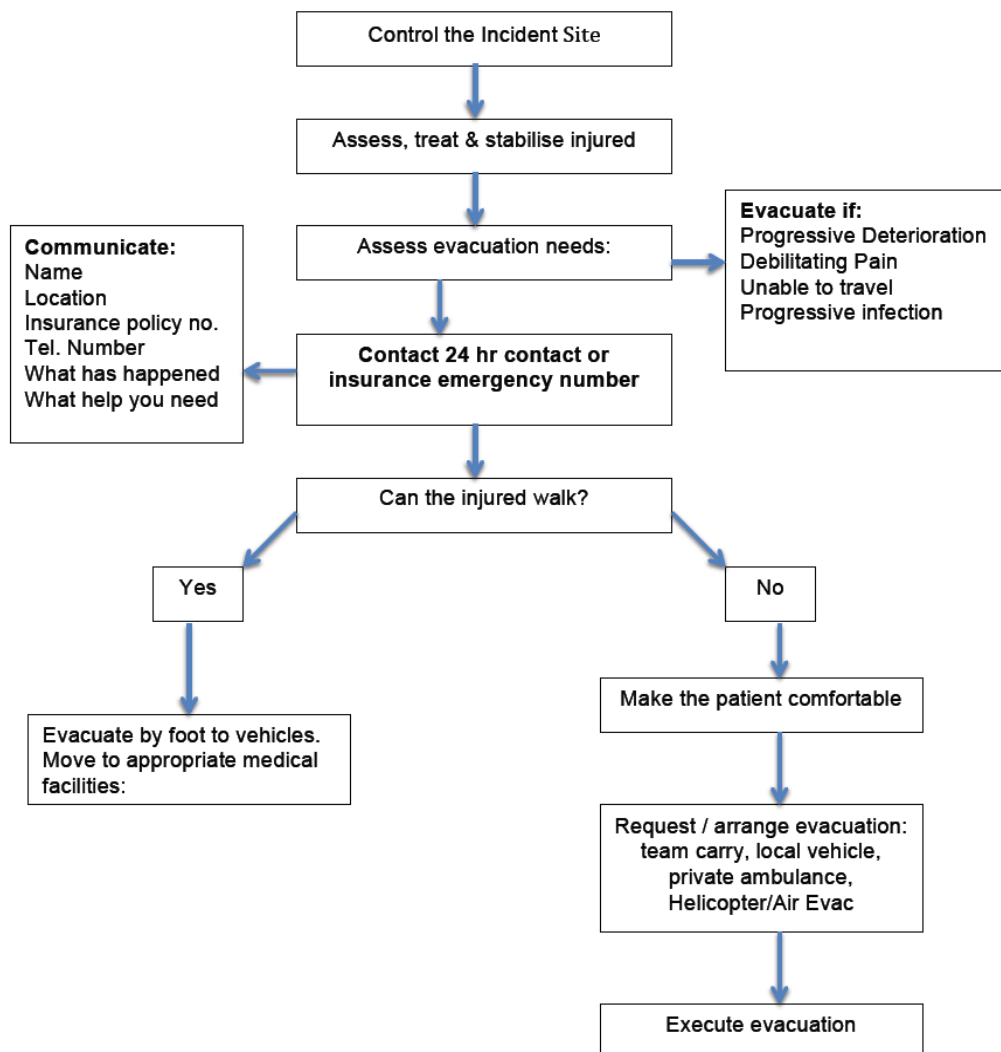 Control the Incident Site
Assess, treat & stabilise injured
Assess evacuation needs:
Evacuate if:
Progressive Deterioration
Debilitating Pain
Unable to travel
Progressive infection
Communicate:
Name
Location
Insurance policy no.
Tel. Number
What has happened
What help you need
Contact 24 hr contact or
insurance emergency number
Can the injured walk?
Yes
No
Evacuate by foot to vehicles.
Move to appropriate medical
facilities:
Make the patient comfortable
Request / arrange evacuation:
team carry, local vehicle,
private ambulance,
Helicopter/Air Evac
Execute evacuation